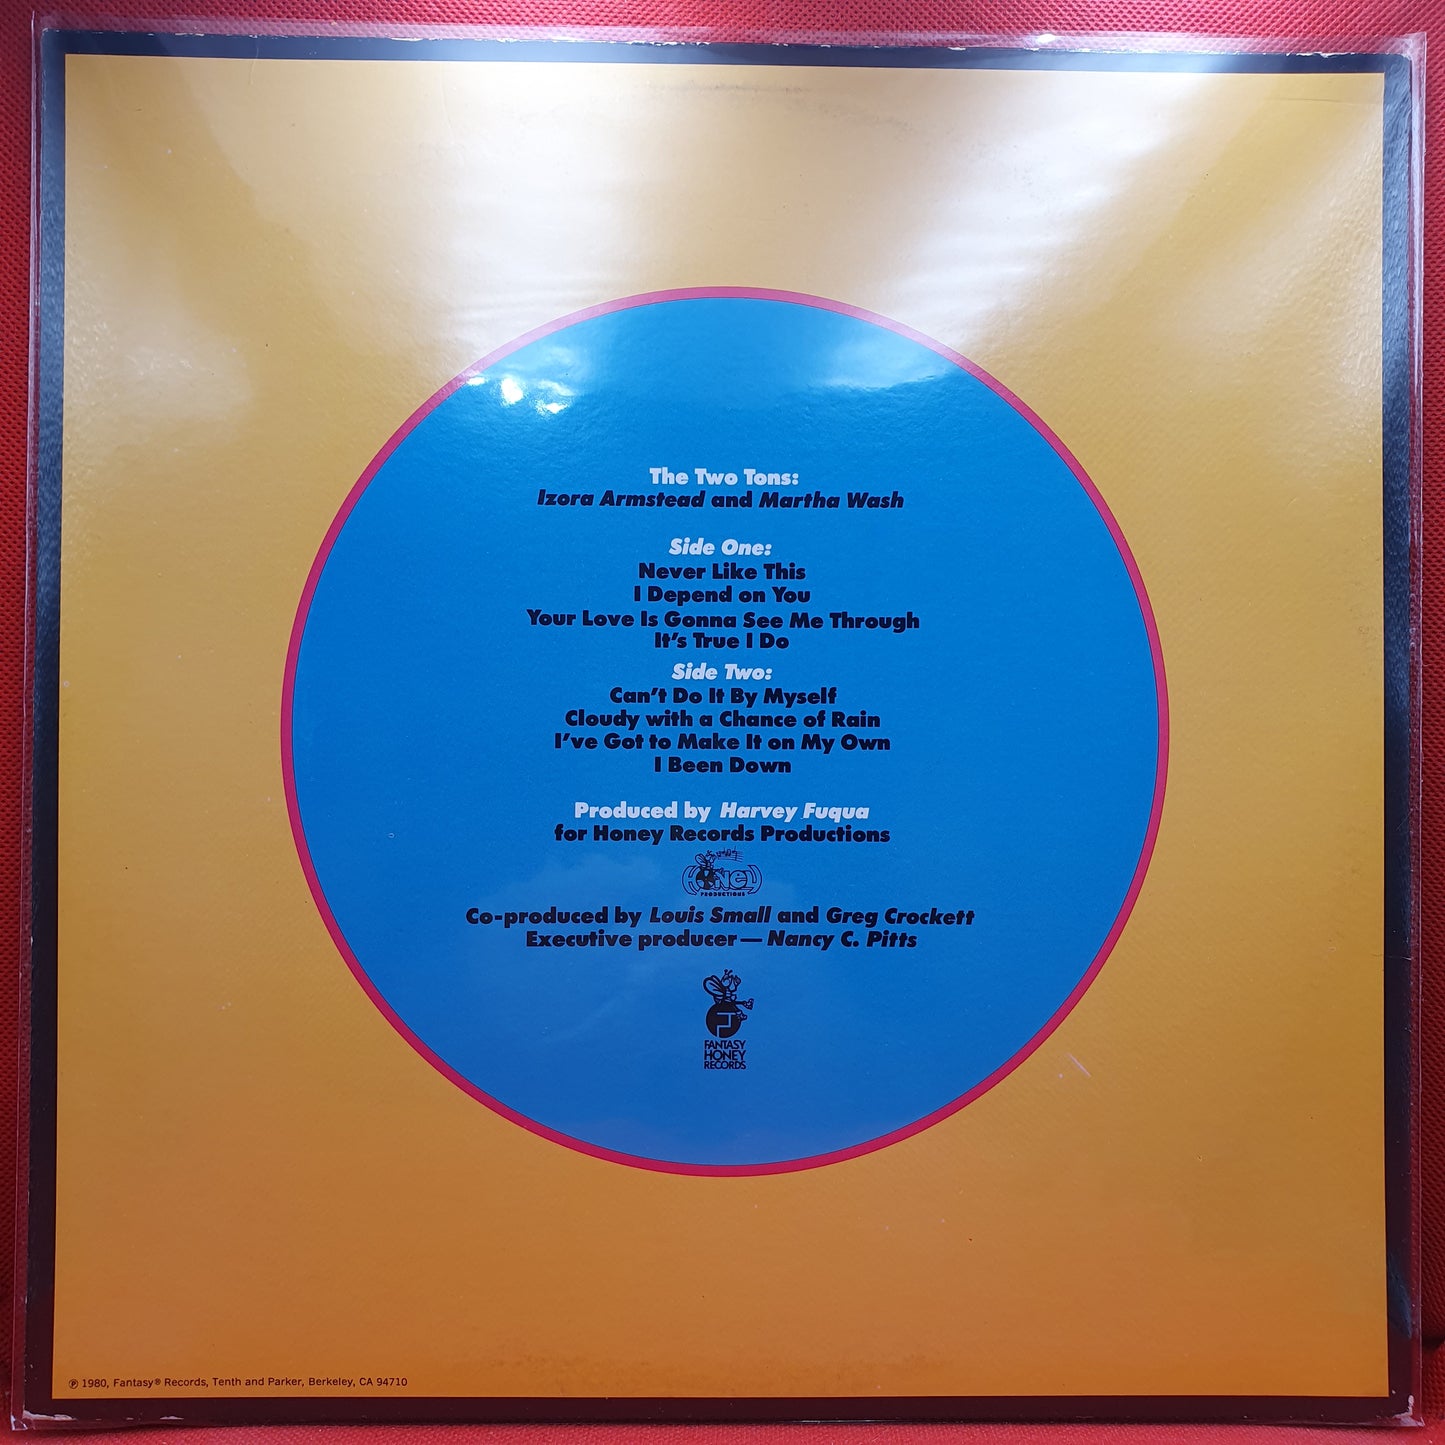 The Two Tons:
Izora Armstead and Martha Wash
Side One:
Never Like This
I Depend on You
Your Love Is Gonna See Me Through
It's True I Do
Side Two:
Can't Do It By Myself
Cloudy with a Chance of Rain
I've Got to Make It on My Own
I Been Down
Produced by Harvey Fuqua
for Honey Records Productions
HONEY
PRODUCTIONS
Co-produced by Louis Small and Greg Crockett
Executive producer — Nancy C. Pitts
FANTASY
HONEY
RECORDS
℗ 1980, Fantasy® Records, Tenth and Parker, Berkeley, CA 94710